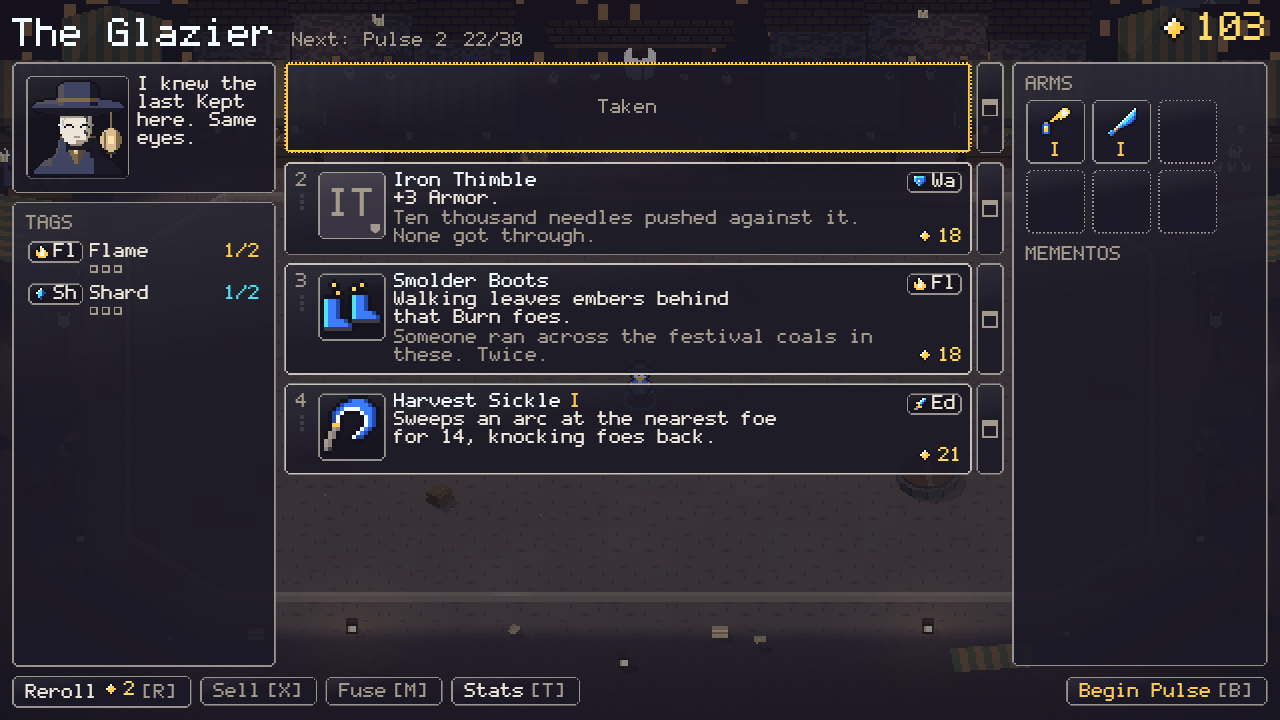 The Glazier
Next: Pulse 2 22/30
103
I knew the
last Kept
here. Same
eyes.
TAGS
Fl Flame 1/2
Sh Shard 1/2
Taken
2
IT
Iron Thimble
Wa
+3 Armor.
Ten thousand needles pushed against it.
None got through.
18
3
Smolder Boots
Fl
Walking leaves embers behind
that Burn foes.
Someone ran across the festival coals in
these. Twice.
18
4
Harvest Sickle I
Ed
Sweeps an arc at the nearest foe
for 14, knocking foes back.
21
ARMS
I
I
MEMENTOS
Reroll 2 [R]
Sell [X]
Fuse [M]
Stats [T]
Begin Pulse [B]